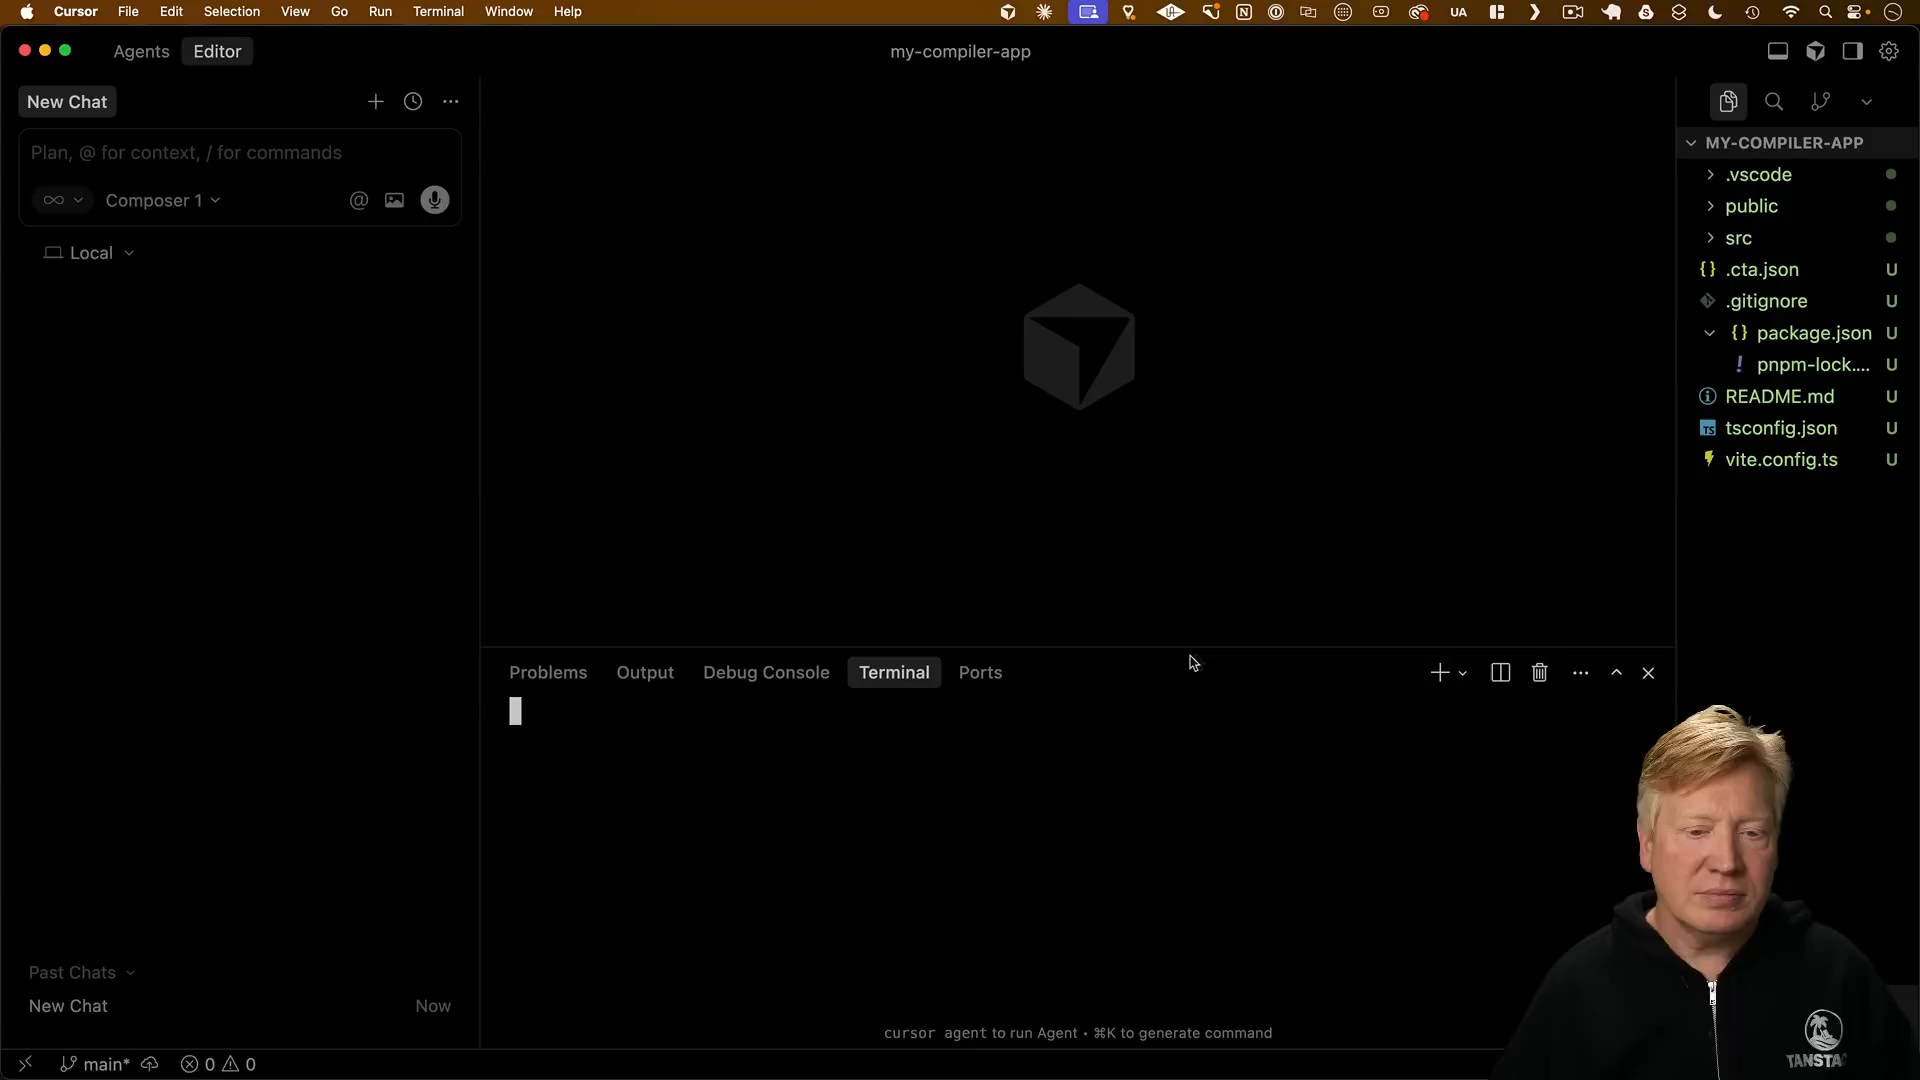 Cursor File Edit Selection View Go Run Terminal Window Help UA
Agents Editor my-compiler-app
New Chat
Plan, @ for context, / for commands
Composer 1
Local
MY-COMPILER-APP
.vscode
public
src
.cta.json U
.gitignore U
package.json U
pnpm-lock.... U
README.md U
tsconfig.json U
vite.config.ts U
Problems Output Debug Console Terminal Ports
Past Chats
New Chat Now
cursor agent to run Agent • ⌘K to generate command
main* 0 0
TANSTA